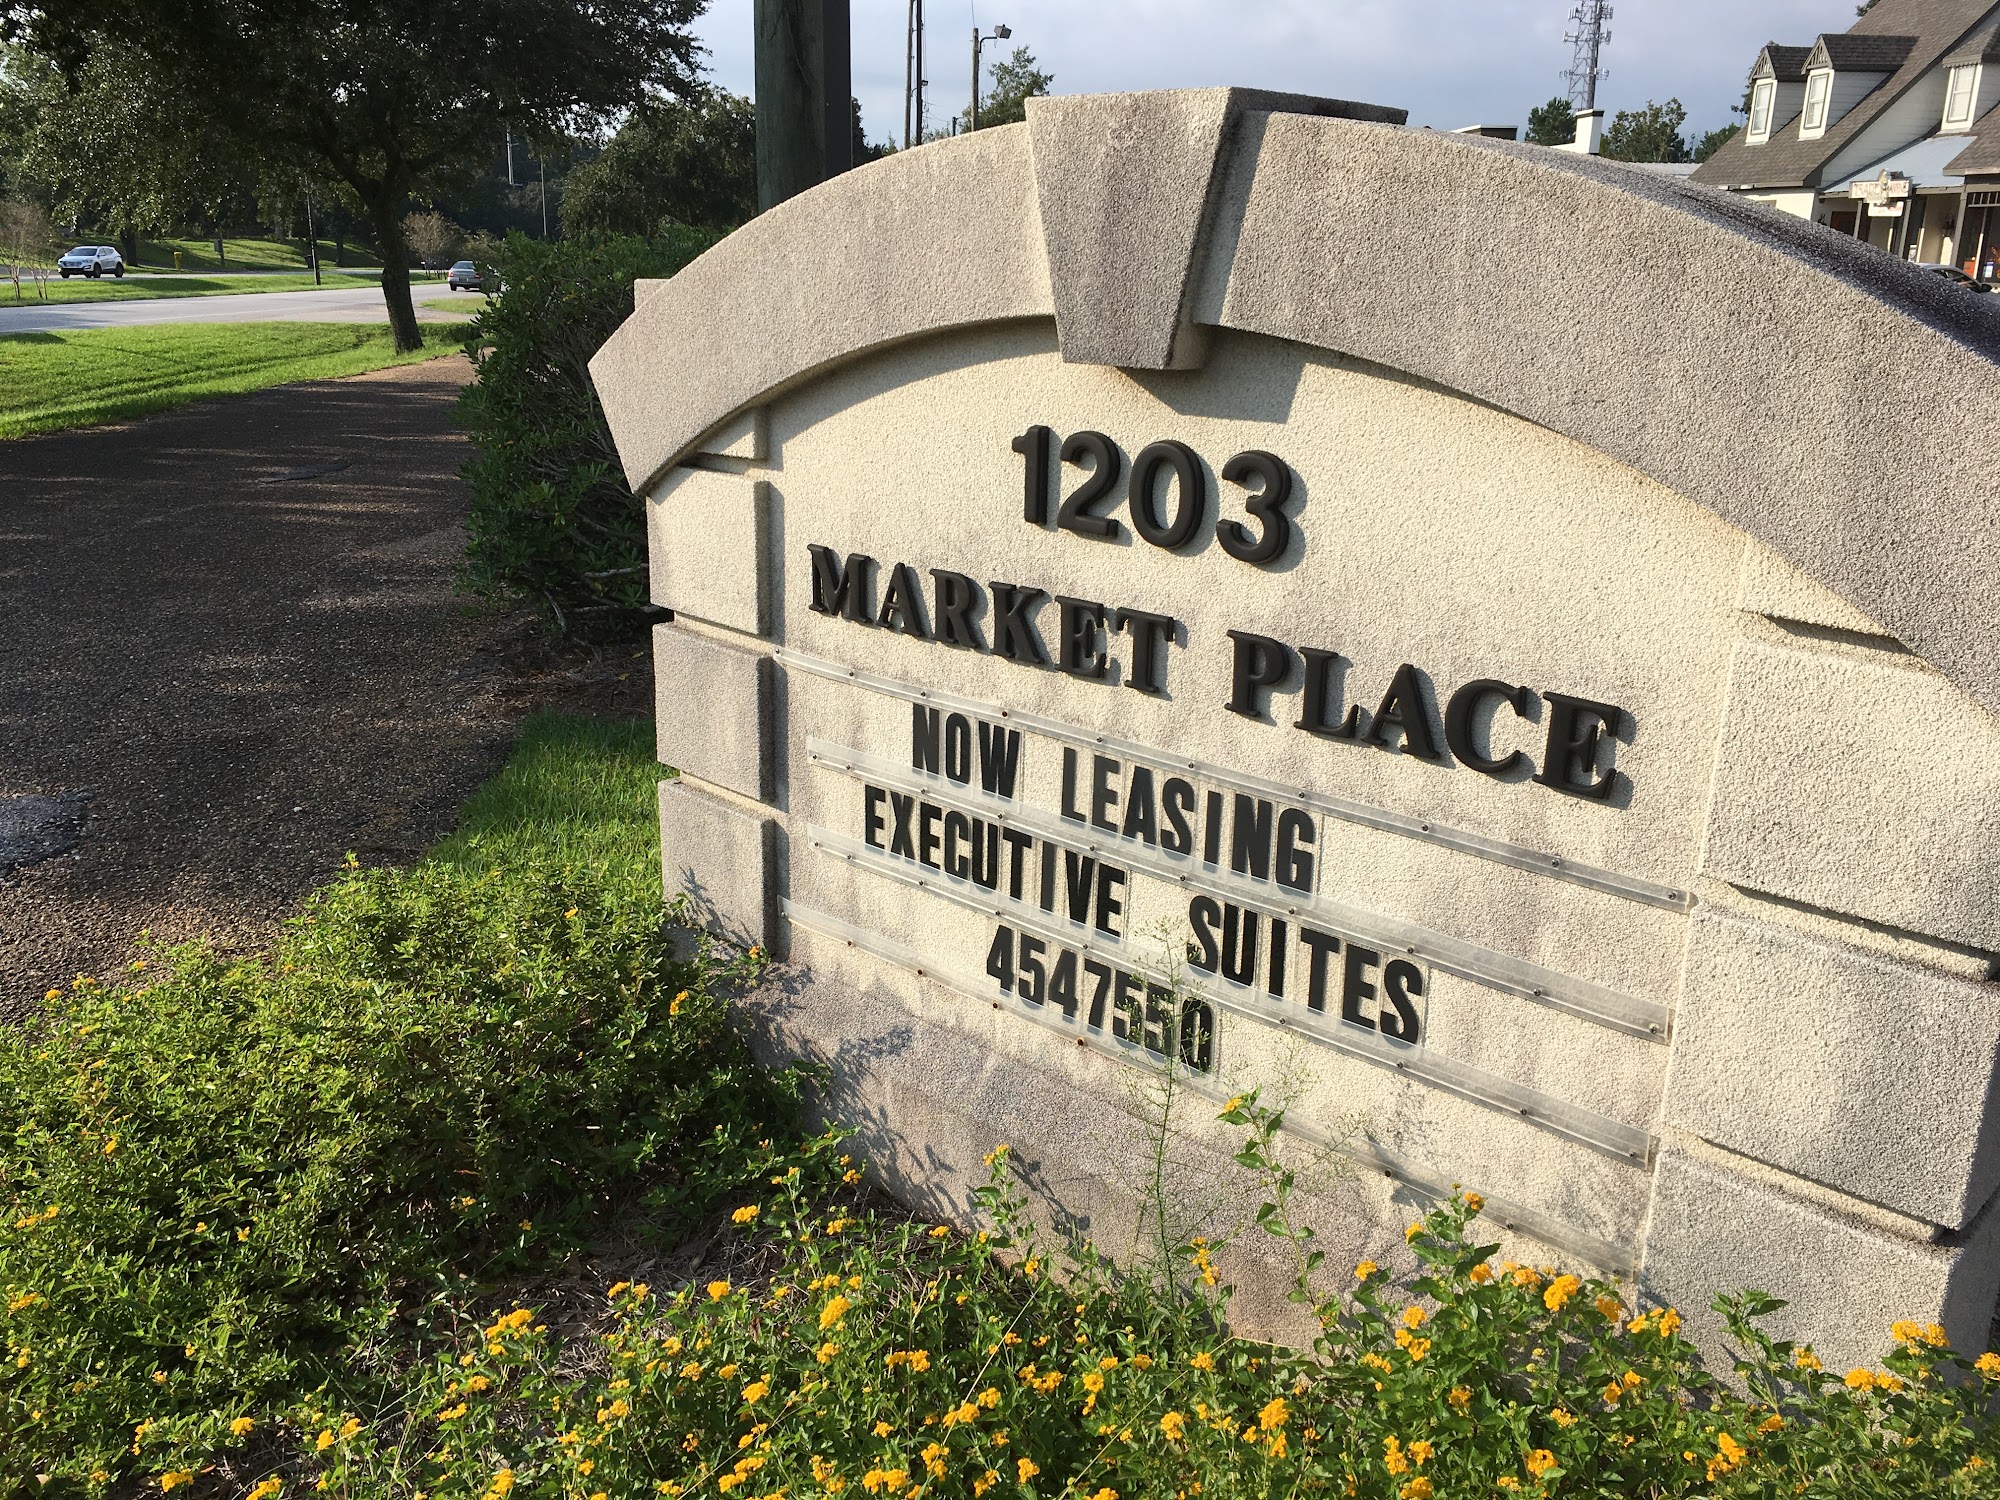 1203
MARKET PLACE
NOW LEASING
EXECUTIVE SUITES
4547550